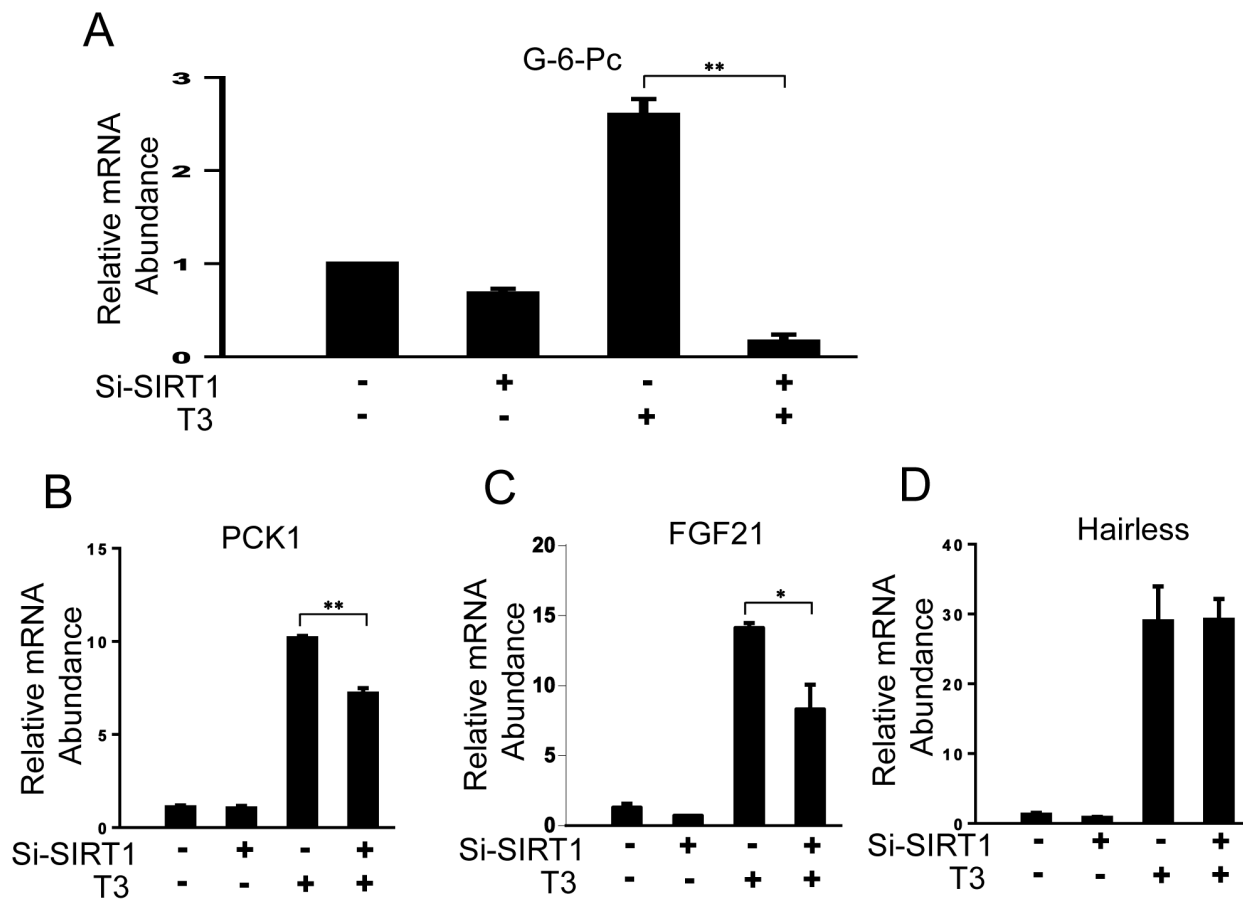 A
G-6-Pc
Relative mRNA
Abundance
3
2
1
0
**
Si-SIRT1 - + - +
T3 - - + +
B
PCK1
Relative mRNA
Abundance
15
10
5
0
**
Si-SIRT1 - + - +
T3 - - + +
C
FGF21
Relative mRNA
Abundance
20
15
10
5
0
*
Si-SIRT1 - + - +
T3 - - + +
D
Hairless
Relative mRNA
Abundance
40
30
20
10
0
Si-SIRT1 - + - +
T3 - - + +